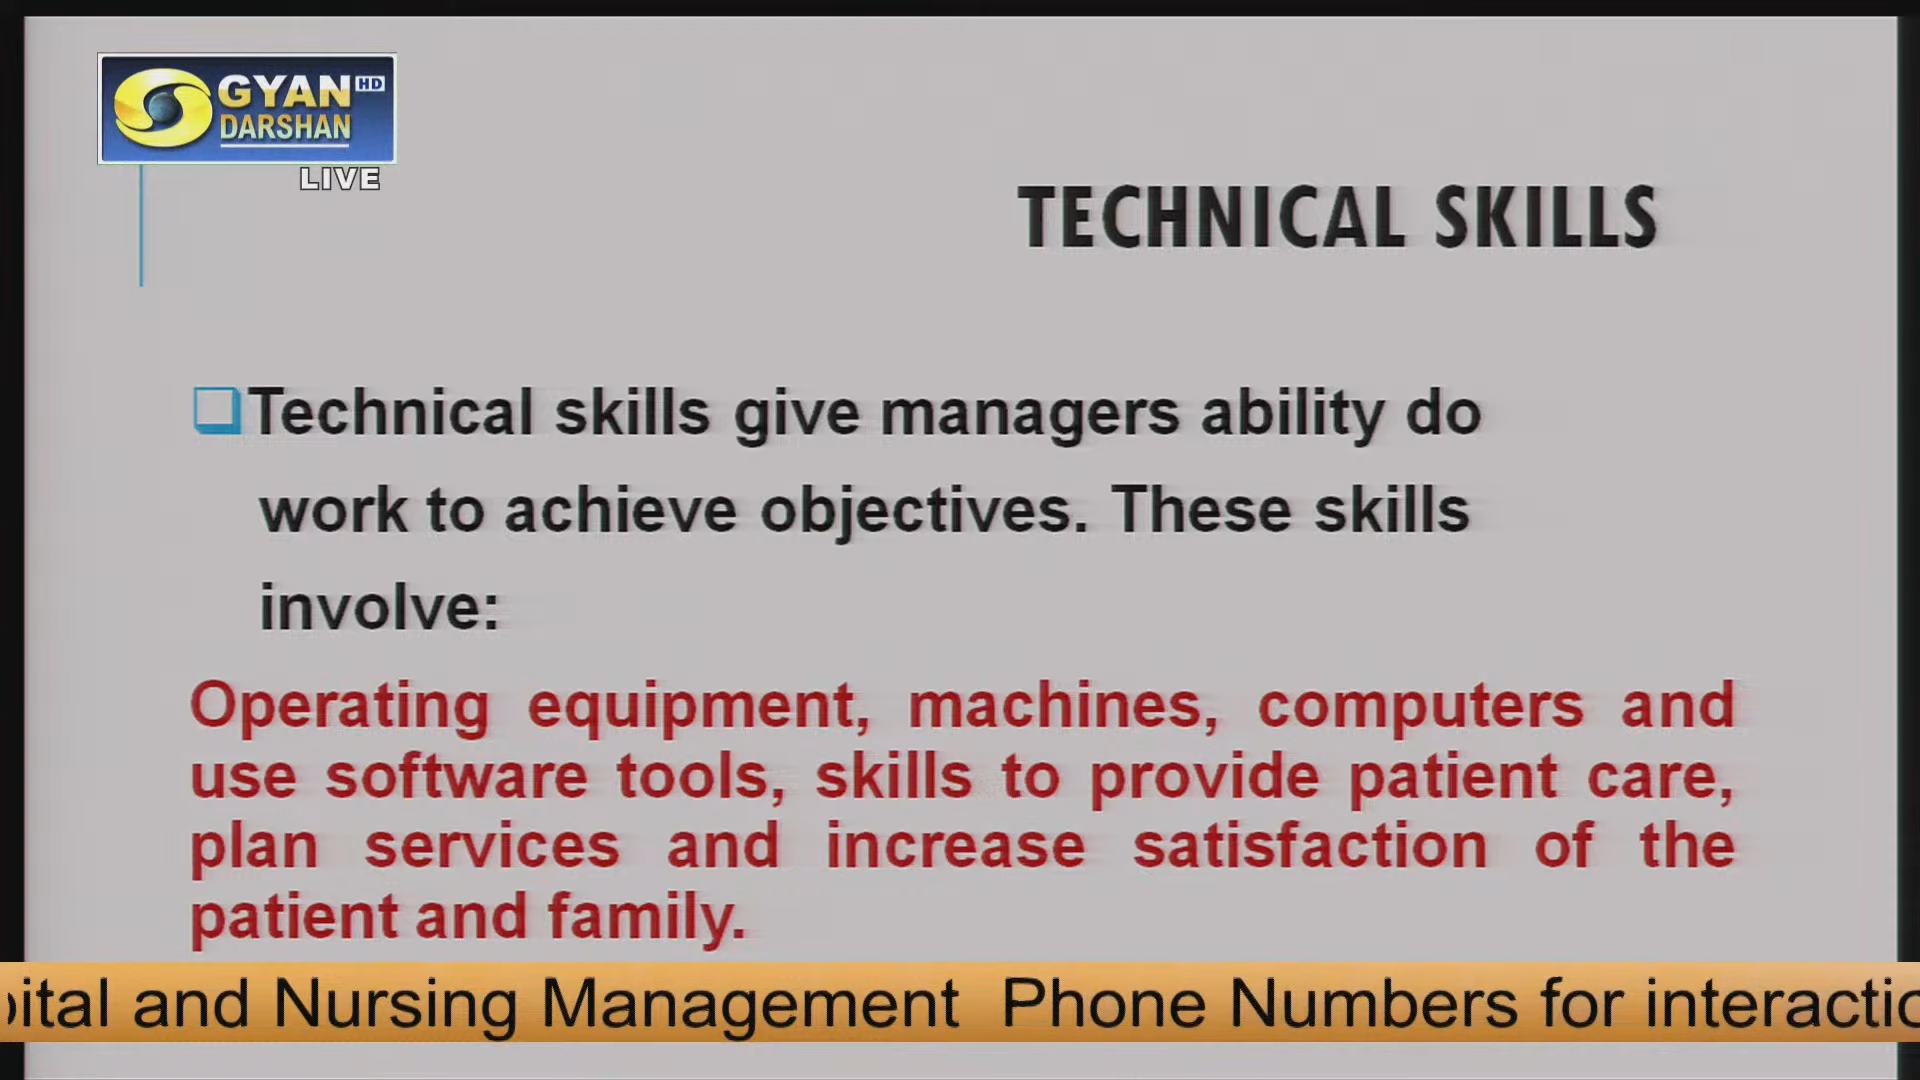 GYAN HD
DARSHAN
LIVE
TECHNICAL SKILLS
Technical skills give managers ability do
work to achieve objectives. These skills
involve:
Operating equipment, machines, computers and
use software tools, skills to provide patient care,
plan services and increase satisfaction of the
patient and family.
and Nursing Management Phone Numbers for